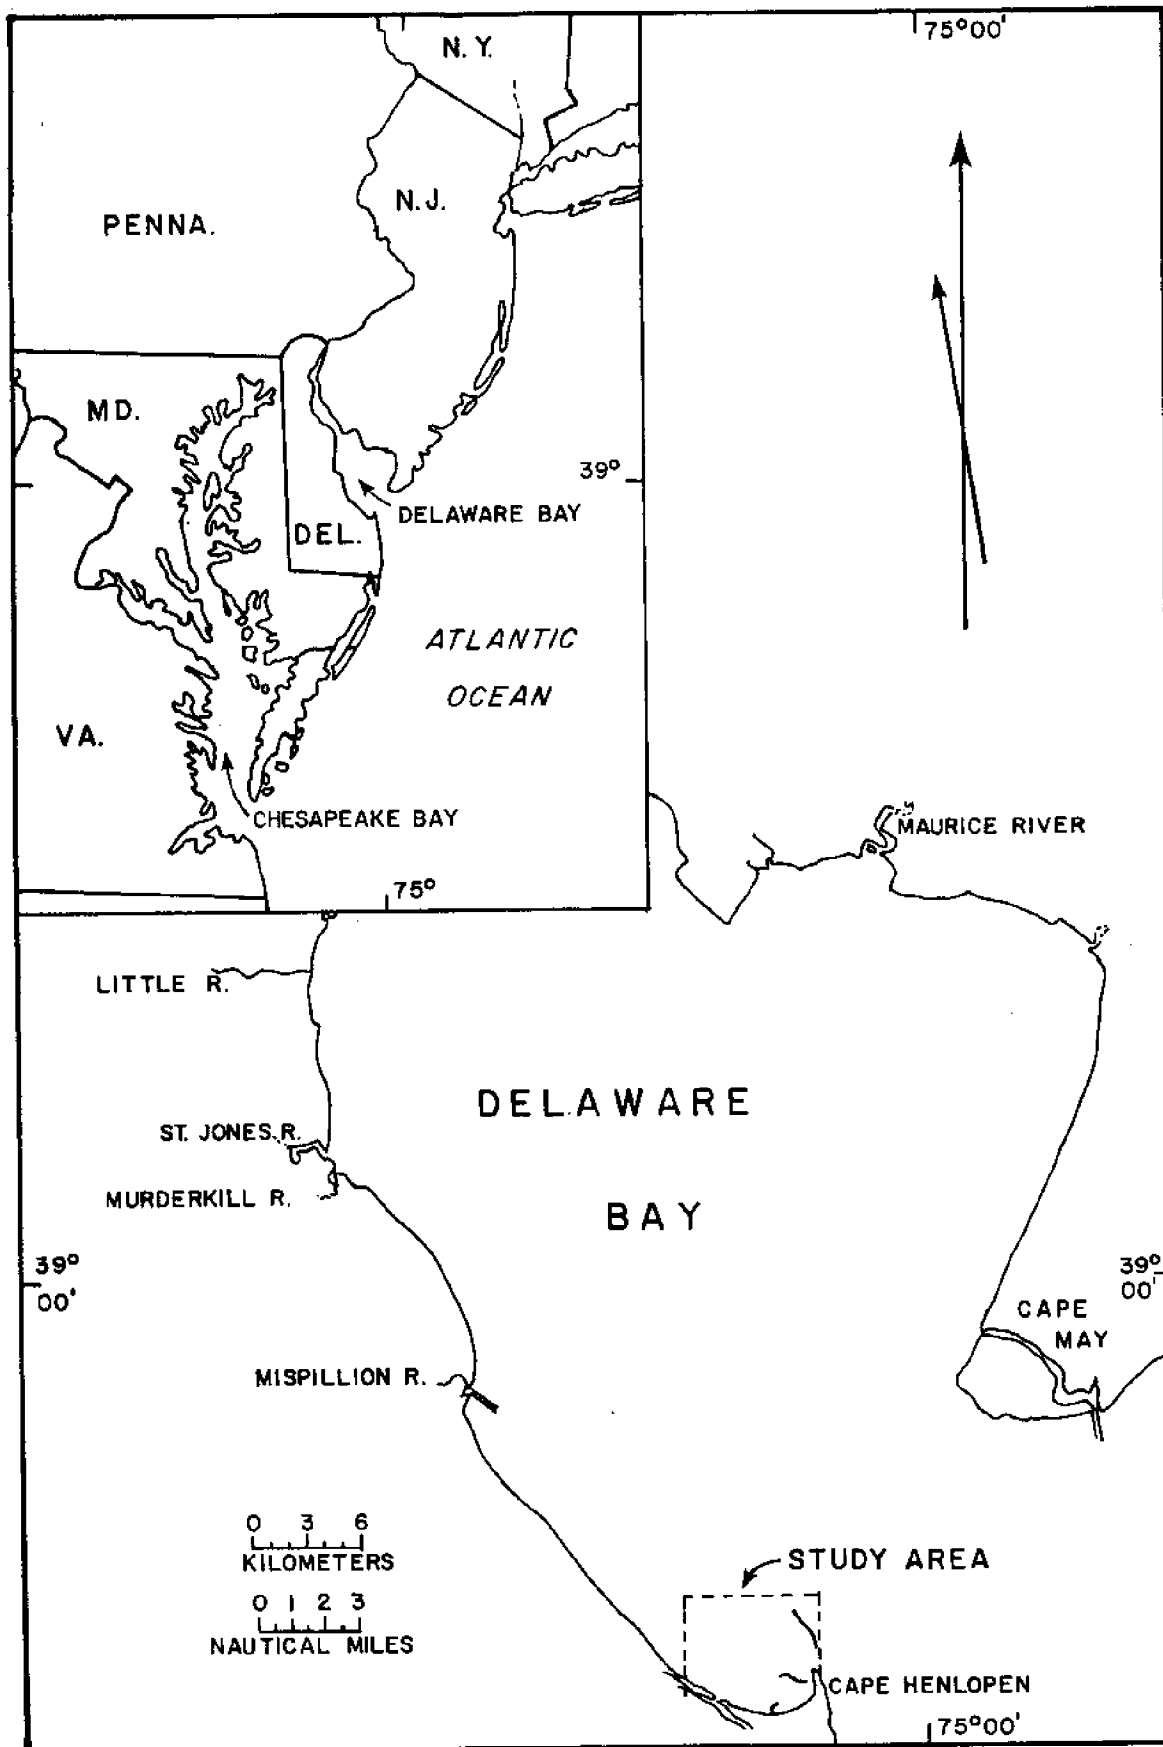 75°00'
N.Y.
N.J.
PENNA.
MD.
39°
DELAWARE BAY
DEL.
ATLANTIC
OCEAN
VA.
CHESAPEAKE BAY
75°
MAURICE RIVER
LITTLE R.
DELAWARE
BAY
ST. JONES R.
MURDERKILL R.
39°
00'
39°
00'
CAPE
MAY
MISPILLION R.
0 3 6
KILOMETERS
0 1 2 3
NAUTICAL MILES
STUDY AREA
CAPE HENLOPEN
75°00'